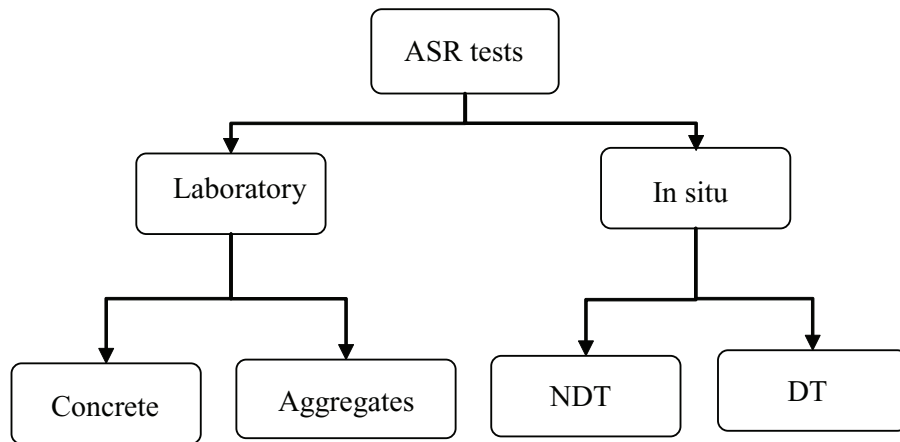 ASR tests
Laboratory
In situ
Concrete
Aggregates
NDT
DT